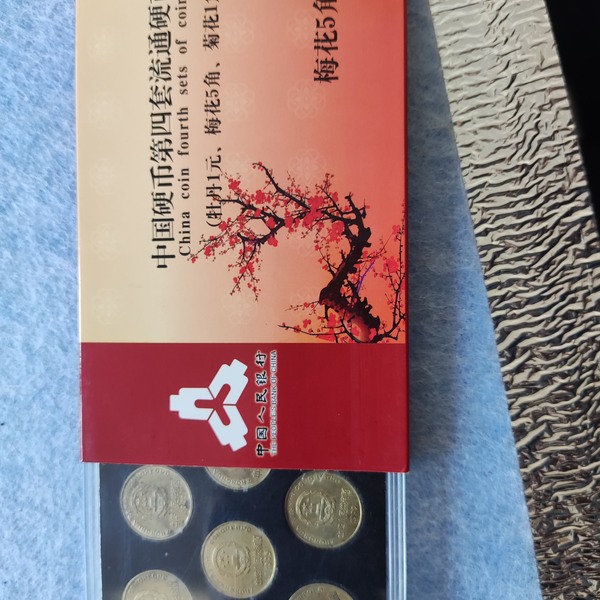 中国硬币第四套流通硬币
China coin fourth sets of coin
(牡丹1元、梅花5角、菊花1
梅花5角
中国人民银行
THE PEOPLE'S BANK OF CHINA